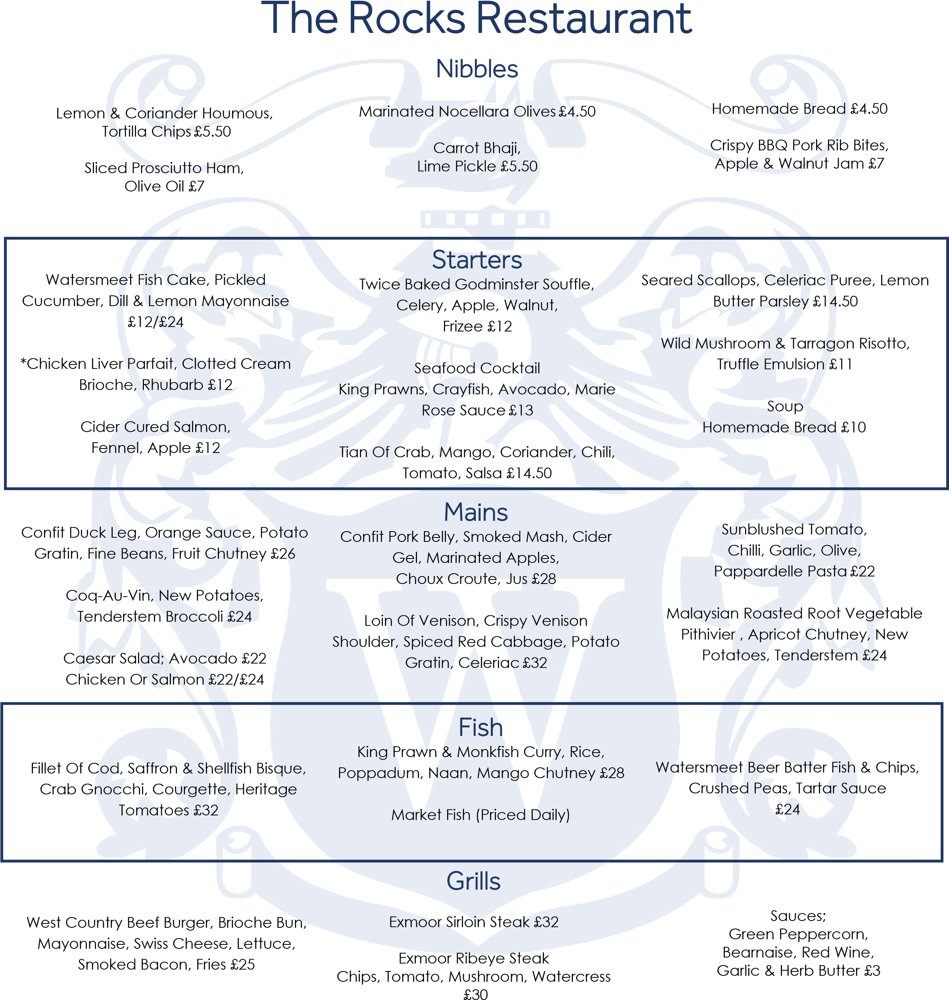 The Rocks Restaurant
Nibbles
Lemon & Coriander Houmous,
Tortilla Chips £5.50
Sliced Prosciutto Ham,
Olive Oil £7
Marinated Nocellara Olives £4.50
Carrot Bhaji,
Lime Pickle £5.50
Homemade Bread £4.50
Crispy BBQ Pork Rib Bites,
Apple & Walnut Jam £7
Starters
Watersmeet Fish Cake, Pickled
Cucumber, Dill & Lemon Mayonnaise
£12/£24
*Chicken Liver Parfait, Clotted Cream
Brioche, Rhubarb £12
Cider Cured Salmon,
Fennel, Apple £12
Twice Baked Godminster Souffle,
Celery, Apple, Walnut,
Frizee £12
Seafood Cocktail
King Prawns, Crayfish, Avocado, Marie
Rose Sauce £13
Tian Of Crab, Mango, Coriander, Chili,
Tomato, Salsa £14.50
Seared Scallops, Celeriac Puree, Lemon
Butter Parsley £14.50
Wild Mushroom & Tarragon Risotto,
Truffle Emulsion £11
Soup
Homemade Bread £10
Mains
Confit Duck Leg, Orange Sauce, Potato
Gratin, Fine Beans, Fruit Chutney £26
Coq-Au-Vin, New Potatoes,
Tenderstem Broccoli £24
Caesar Salad; Avocado £22
Chicken Or Salmon £22/£24
Confit Pork Belly, Smoked Mash, Cider
Gel, Marinated Apples,
Choux Croute, Jus £28
Loin Of Venison, Crispy Venison
Shoulder, Spiced Red Cabbage, Potato
Gratin, Celeriac £32
Sunblushed Tomato,
Chilli, Garlic, Olive,
Pappardelle Pasta £22
Malaysian Roasted Root Vegetable
Pithivier , Apricot Chutney, New
Potatoes, Tenderstem £24
W
Fish
Fillet Of Cod, Saffron & Shellfish Bisque,
Crab Gnocchi, Courgette, Heritage
Tomatoes £32
King Prawn & Monkfish Curry, Rice,
Poppadum, Naan, Mango Chutney £28
Market Fish (Priced Daily)
Watersmeet Beer Batter Fish & Chips,
Crushed Peas, Tartar Sauce
£24
Grills
West Country Beef Burger, Brioche Bun,
Mayonnaise, Swiss Cheese, Lettuce,
Smoked Bacon, Fries £25
Exmoor Sirloin Steak £32
Exmoor Ribeye Steak
Chips, Tomato, Mushroom, Watercress
£30
Sauces;
Green Peppercorn,
Bearnaise, Red Wine,
Garlic & Herb Butter £3